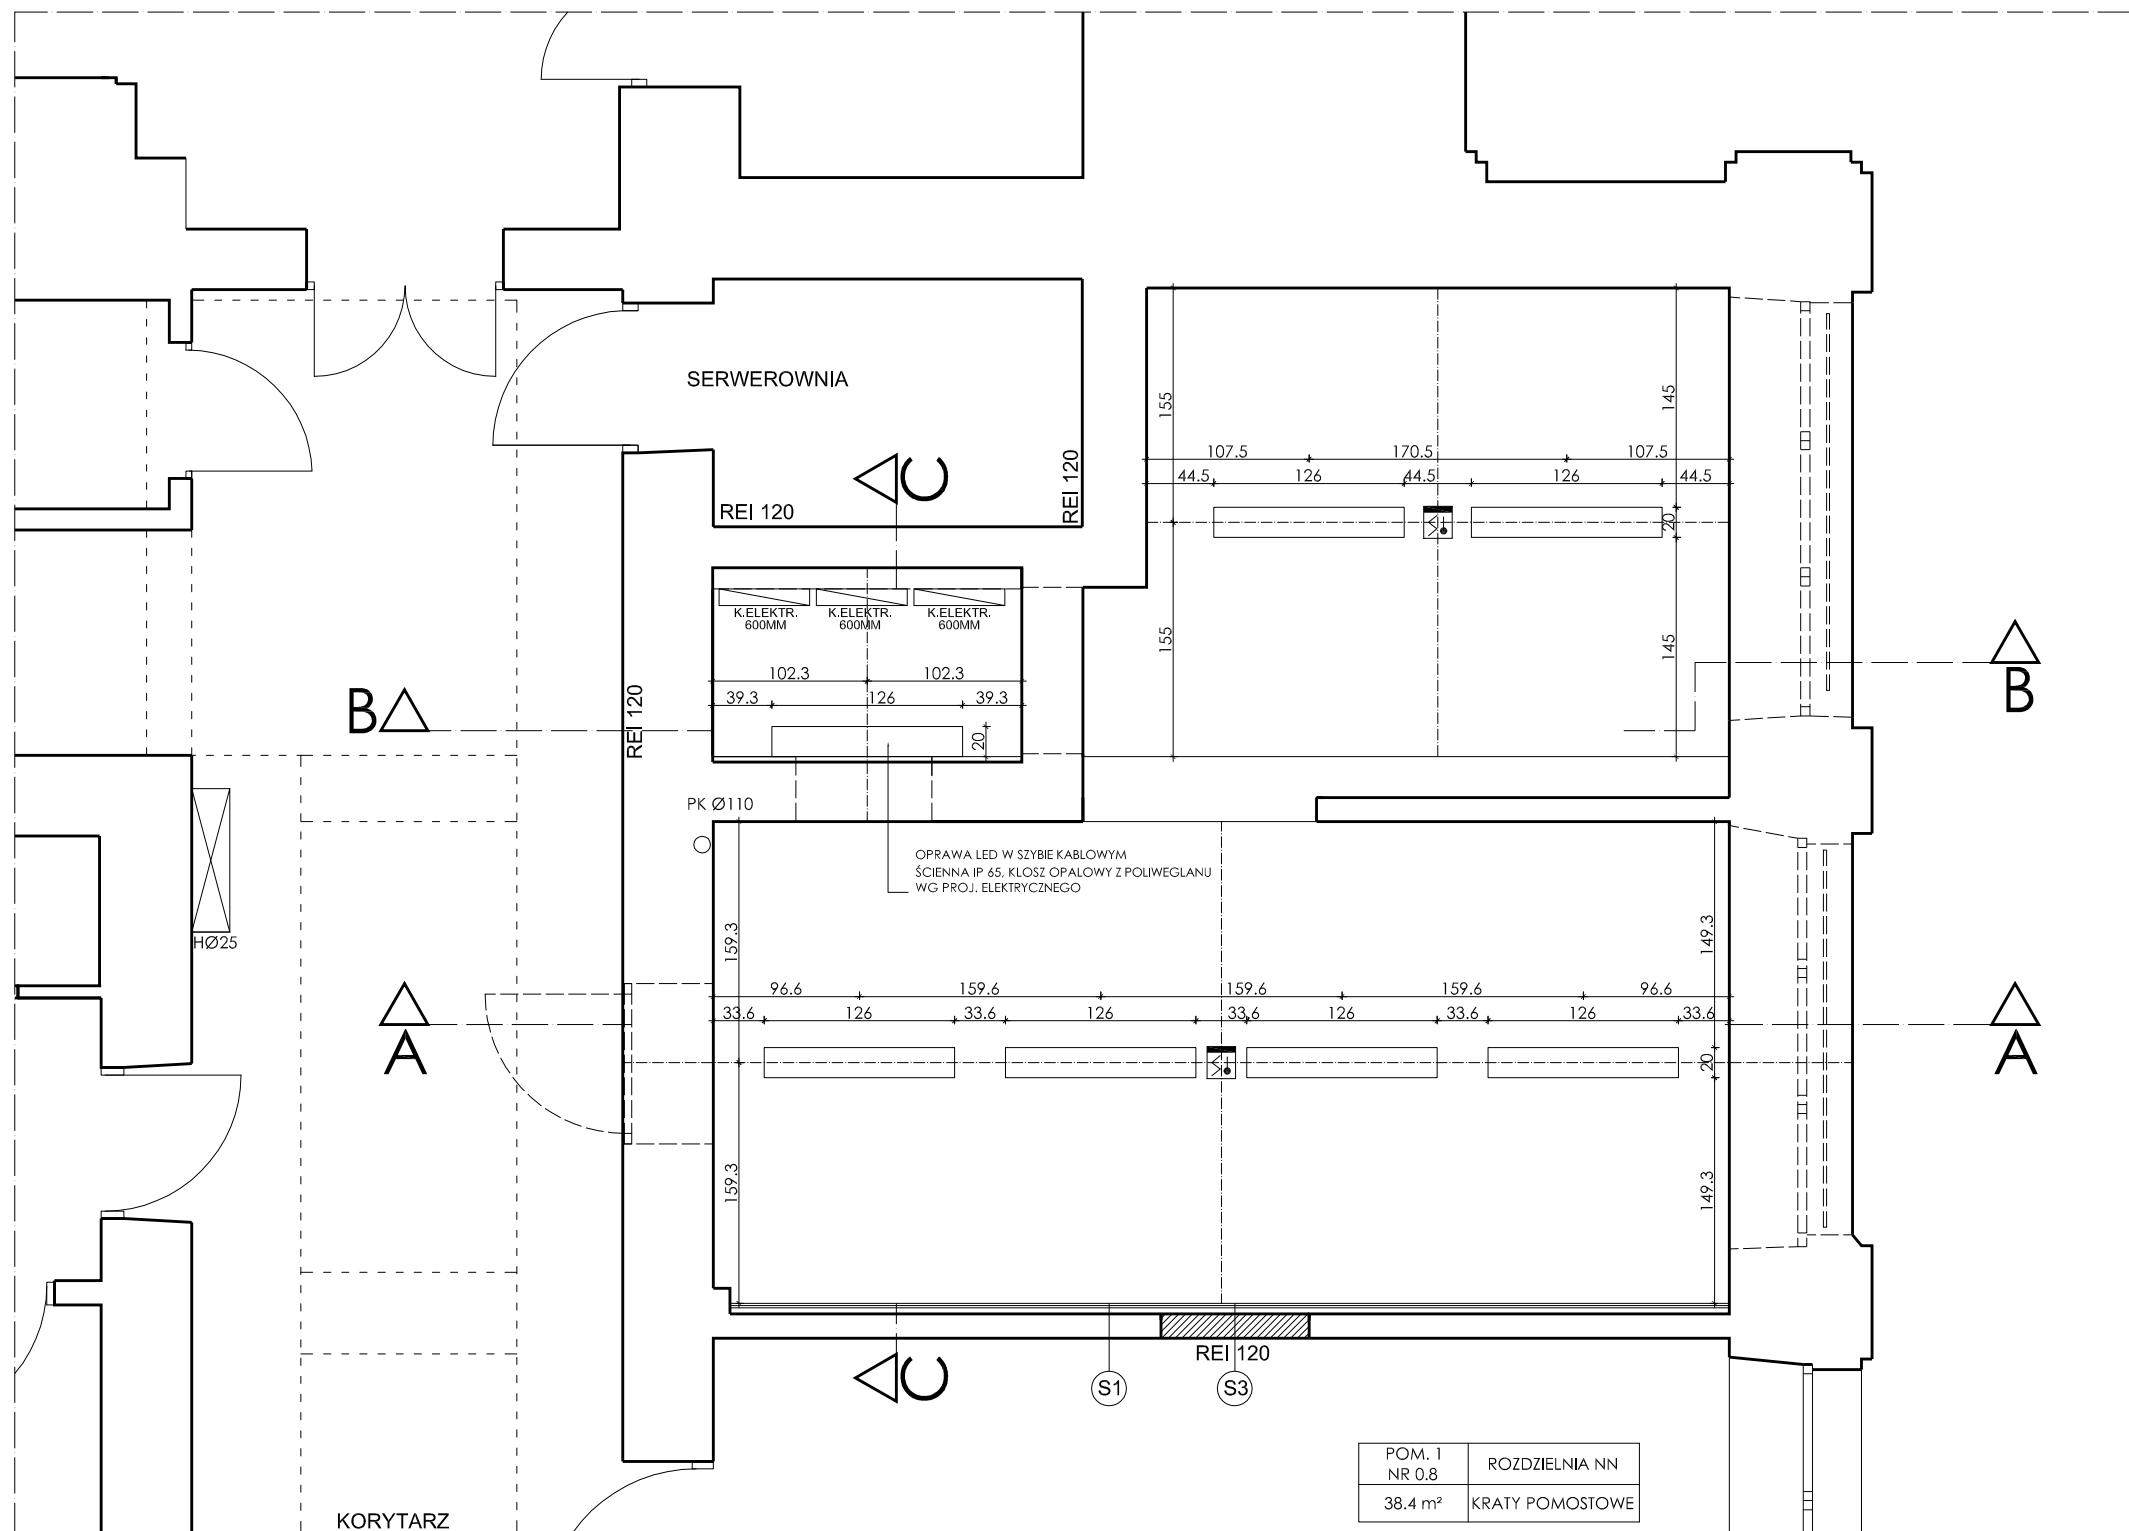 SERWEROWNIA
C
REI 120
REI 120
155
145
107.5
170.5
107.5
44.5
126
44.5
126
44.5
20
K.ELEKTR.
600MM
K.ELEKTR.
600MM
K.ELEKTR.
600MM
102.3
102.3
39.3
126
39.3
20
155
145
B
B
REI 120
PK Ø110
OPRAWA LED W SZYBIE KABLOWYM
ŚCIENNA IP 65, KLOSZ OPALOWY Z POLIWEGLANU
WG PROJ. ELEKTRYCZNEGO
HØ25
159.3
149.3
96.6
159.6
159.6
159.6
96.6
33.6
126
33.6
126
33.6
126
33.6
126
33.6
20
A
A
159.3
149.3
C
REI 120
S1
S3
POM. 1
NR 0.8
ROZDZIELNIA NN
38.4 m²
KRATY POMOSTOWE
KORYTARZ